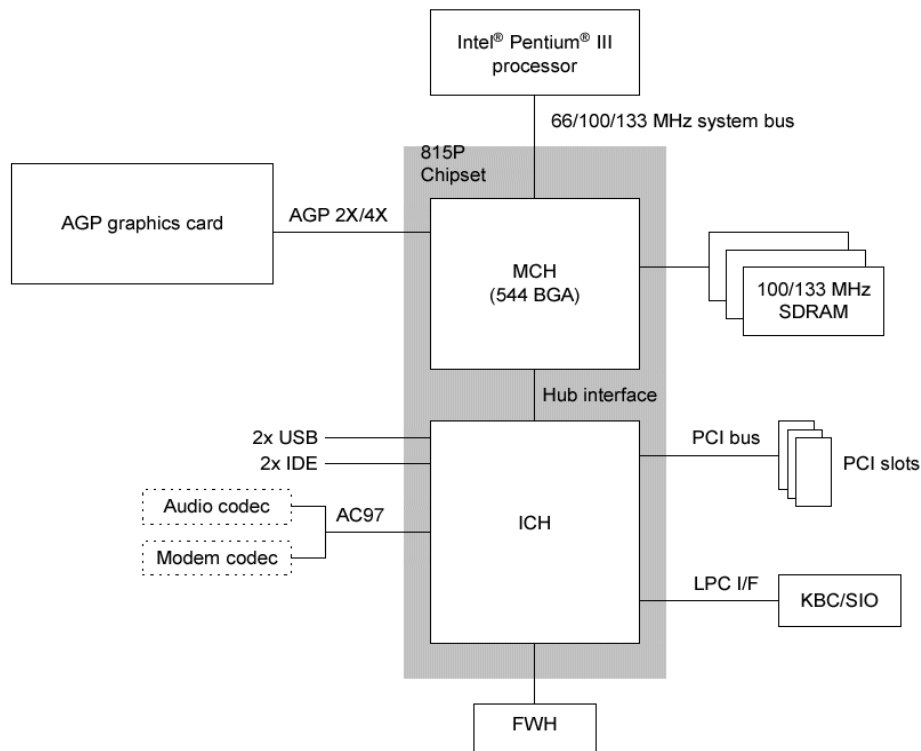 Intel® Pentium® III
processor
66/100/133 MHz system bus
815P
Chipset
AGP graphics card
AGP 2X/4X
MCH
(544 BGA)
100/133 MHz
SDRAM
Hub interface
2x USB
2x IDE
PCI bus
PCI slots
Audio codec
AC97
Modem codec
ICH
LPC I/F
KBC/SIO
FWH